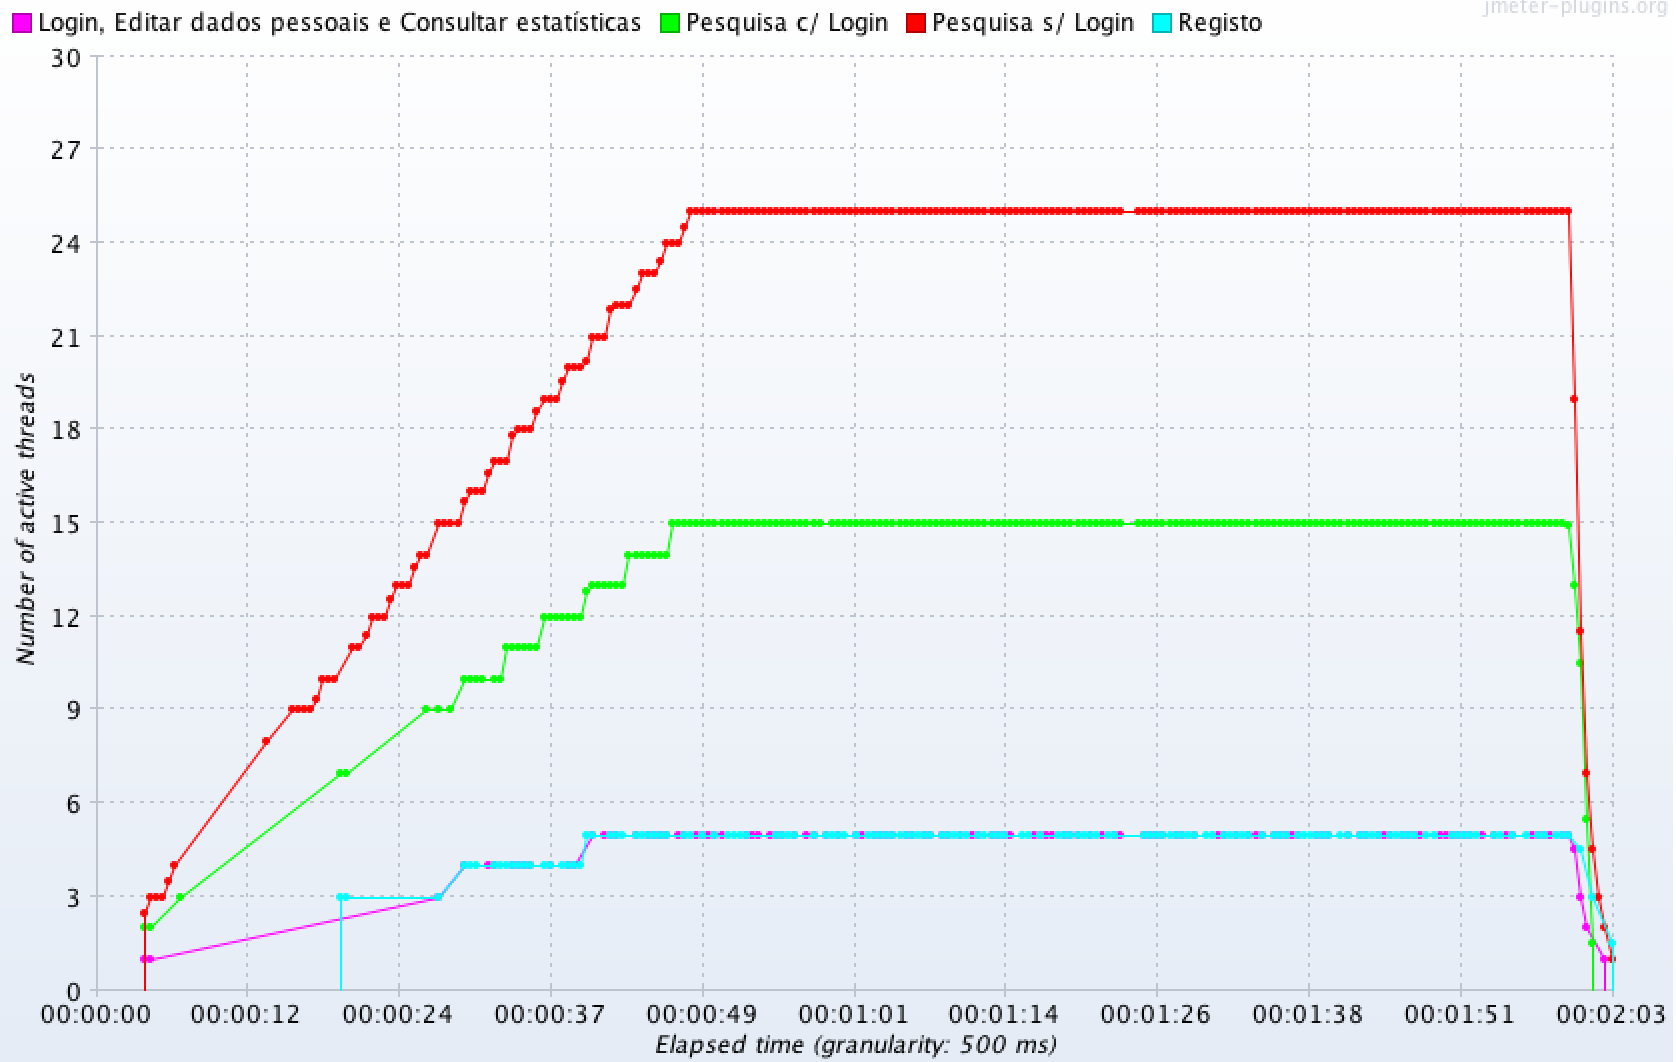 jmeter-plugins.org
Login, Editar dados pessoais e Consultar estatísticas Pesquisa c/ Login Pesquisa s/ Login Registo
30
27
24
21
18
15
12
9
6
3
0
Number of active threads
00:00:00 00:00:12 00:00:24 00:00:37 00:00:49 00:01:01 00:01:14 00:01:26 00:01:38 00:01:51 00:02:03
Elapsed time (granularity: 500 ms)